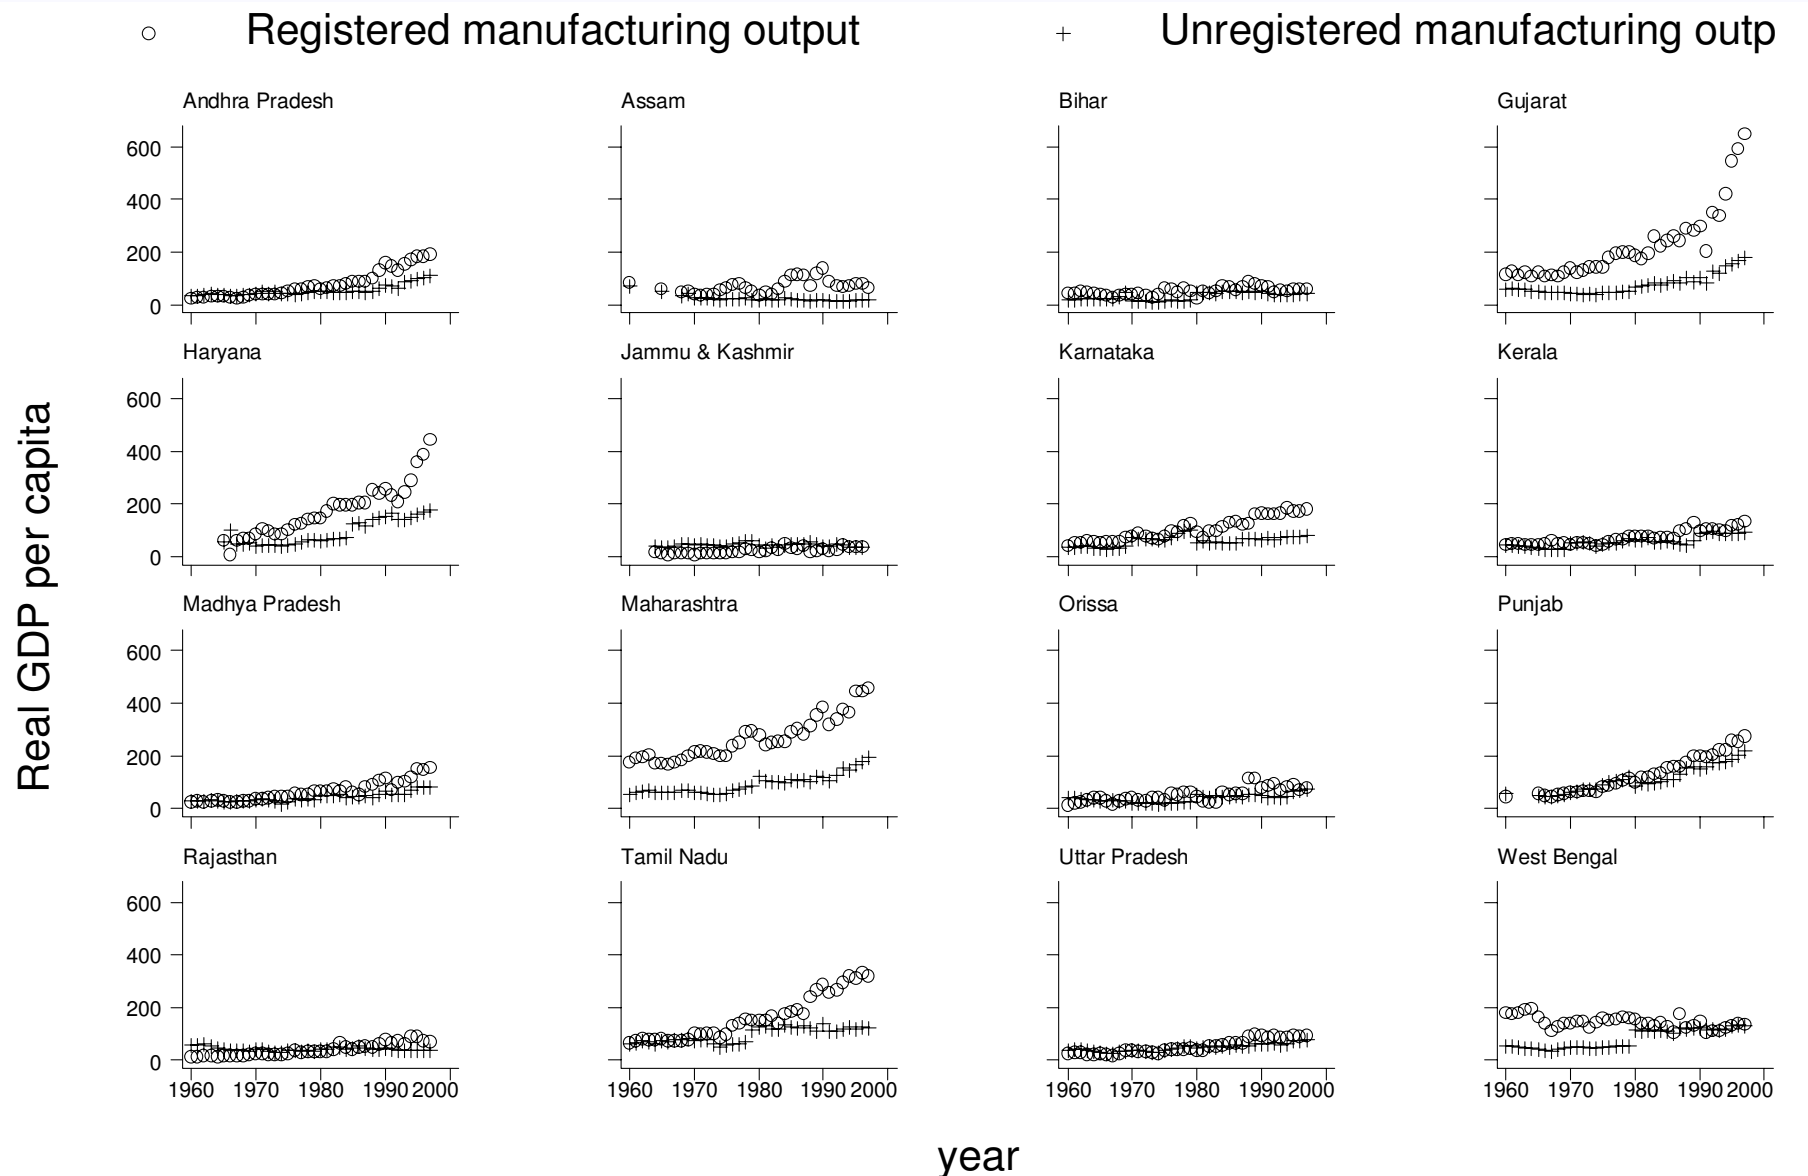 Registered manufacturing output Unregistered manufacturing outp
Andhra Pradesh Assam Bihar Gujarat
600
400
200
0
Haryana Jammu & Kashmir Karnataka Kerala
600
400
200
0
Real GDP per capita
Madhya Pradesh Maharashtra Orissa Punjab
600
400
200
0
Rajasthan Tamil Nadu Uttar Pradesh West Bengal
600
400
200
0
1960 1970 1980 1990 2000 1960 1970 1980 1990 2000 1960 1970 1980 1990 2000 1960 1970 1980 1990 2000
year